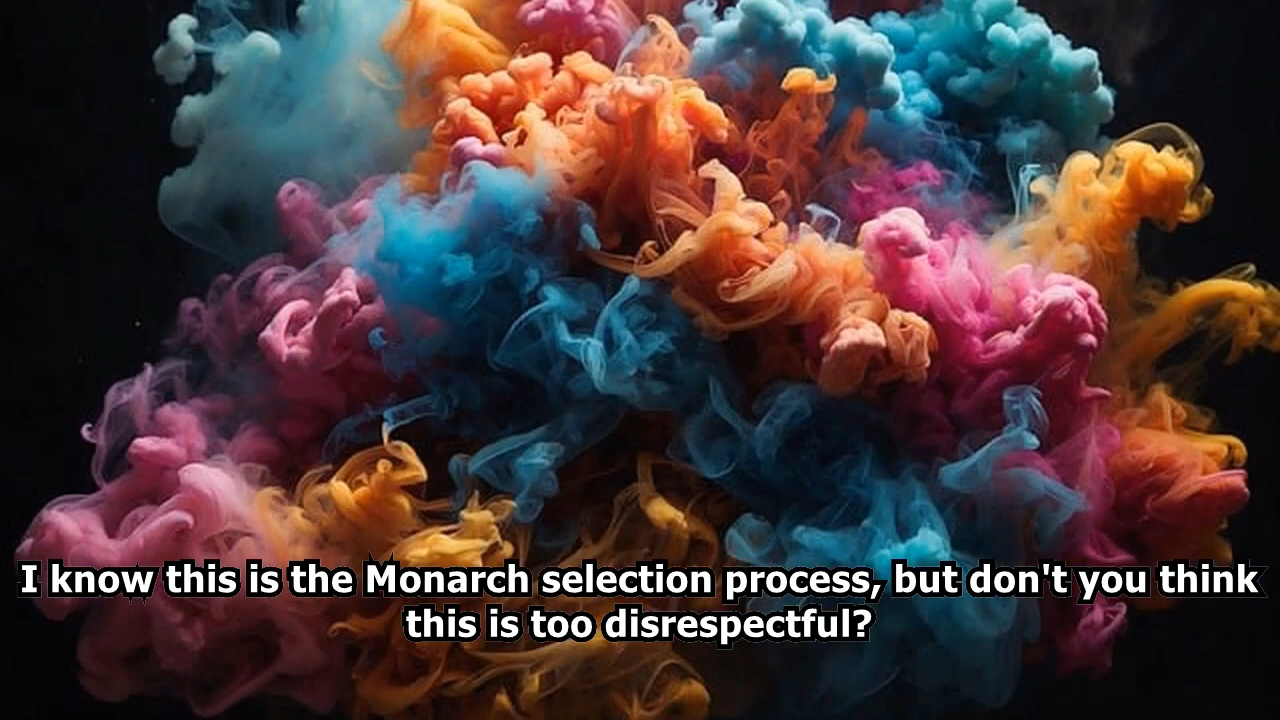 I know this is the Monarch selection process, but don't you think
this is too disrespectful?